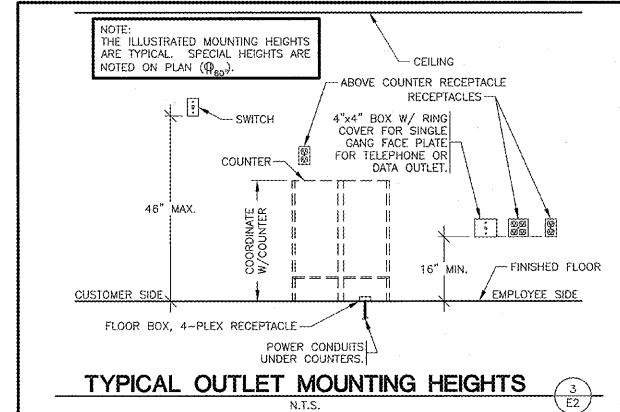 NOTE:
THE ILLUSTRATED MOUNTING HEIGHTS
ARE TYPICAL. SPECIAL HEIGHTS ARE
NOTED ON PLAN (60").
CEILING
ABOVE COUNTER RECEPTACLE
RECEPTACLES
SWITCH
4"x4" BOX W/ RING
COVER FOR SINGLE
GANG FACE PLATE
FOR TELEPHONE OR
DATA OUTLET.
COUNTER
46" MAX.
COORDINATE
W/COUNTER
16" MIN.
FINISHED FLOOR
CUSTOMER SIDE
EMPLOYEE SIDE
FLOOR BOX, 4-PLEX RECEPTACLE
POWER CONDUITS
UNDER COUNTERS.
TYPICAL OUTLET MOUNTING HEIGHTS
3
E2
N.T.S.